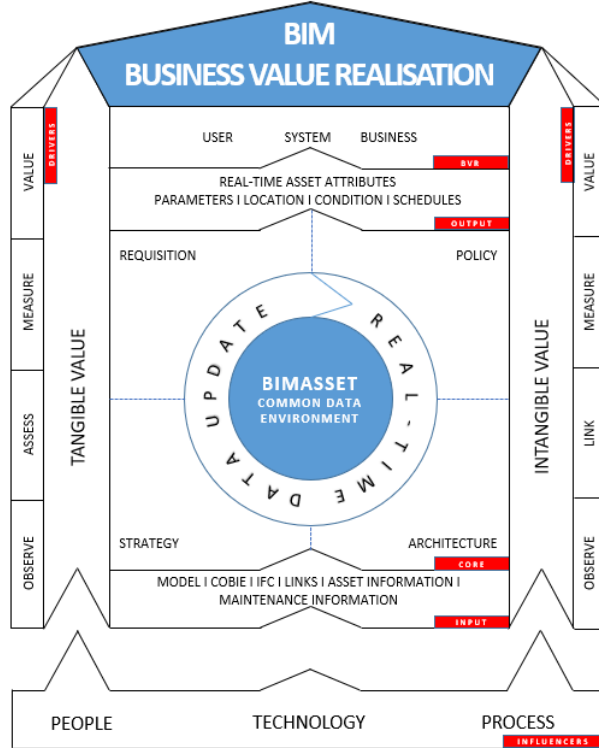 BIM
BUSINESS VALUE REALISATION
DRIVERS
DRIVERS
VALUE
MEASURE
ASSESS
OBSERVE
TANGIBLE VALUE
USER SYSTEM BUSINESS
BVR
REAL-TIME ASSET ATTRIBUTES
PARAMETERS I LOCATION I CONDITION I SCHEDULES
OUTPUT
REQUISITION
POLICY
REAL-TIME DATA UPDATE
BIMASSET
COMMON DATA
ENVIRONMENT
STRATEGY
ARCHITECTURE
CORE
MODEL I COBIE I IFC I LINKS I ASSET INFORMATION I
MAINTENANCE INFORMATION
INPUT
INTANGIBLE VALUE
VALUE
MEASURE
LINK
OBSERVE
PEOPLE
TECHNOLOGY
PROCESS
INFLUENCERS